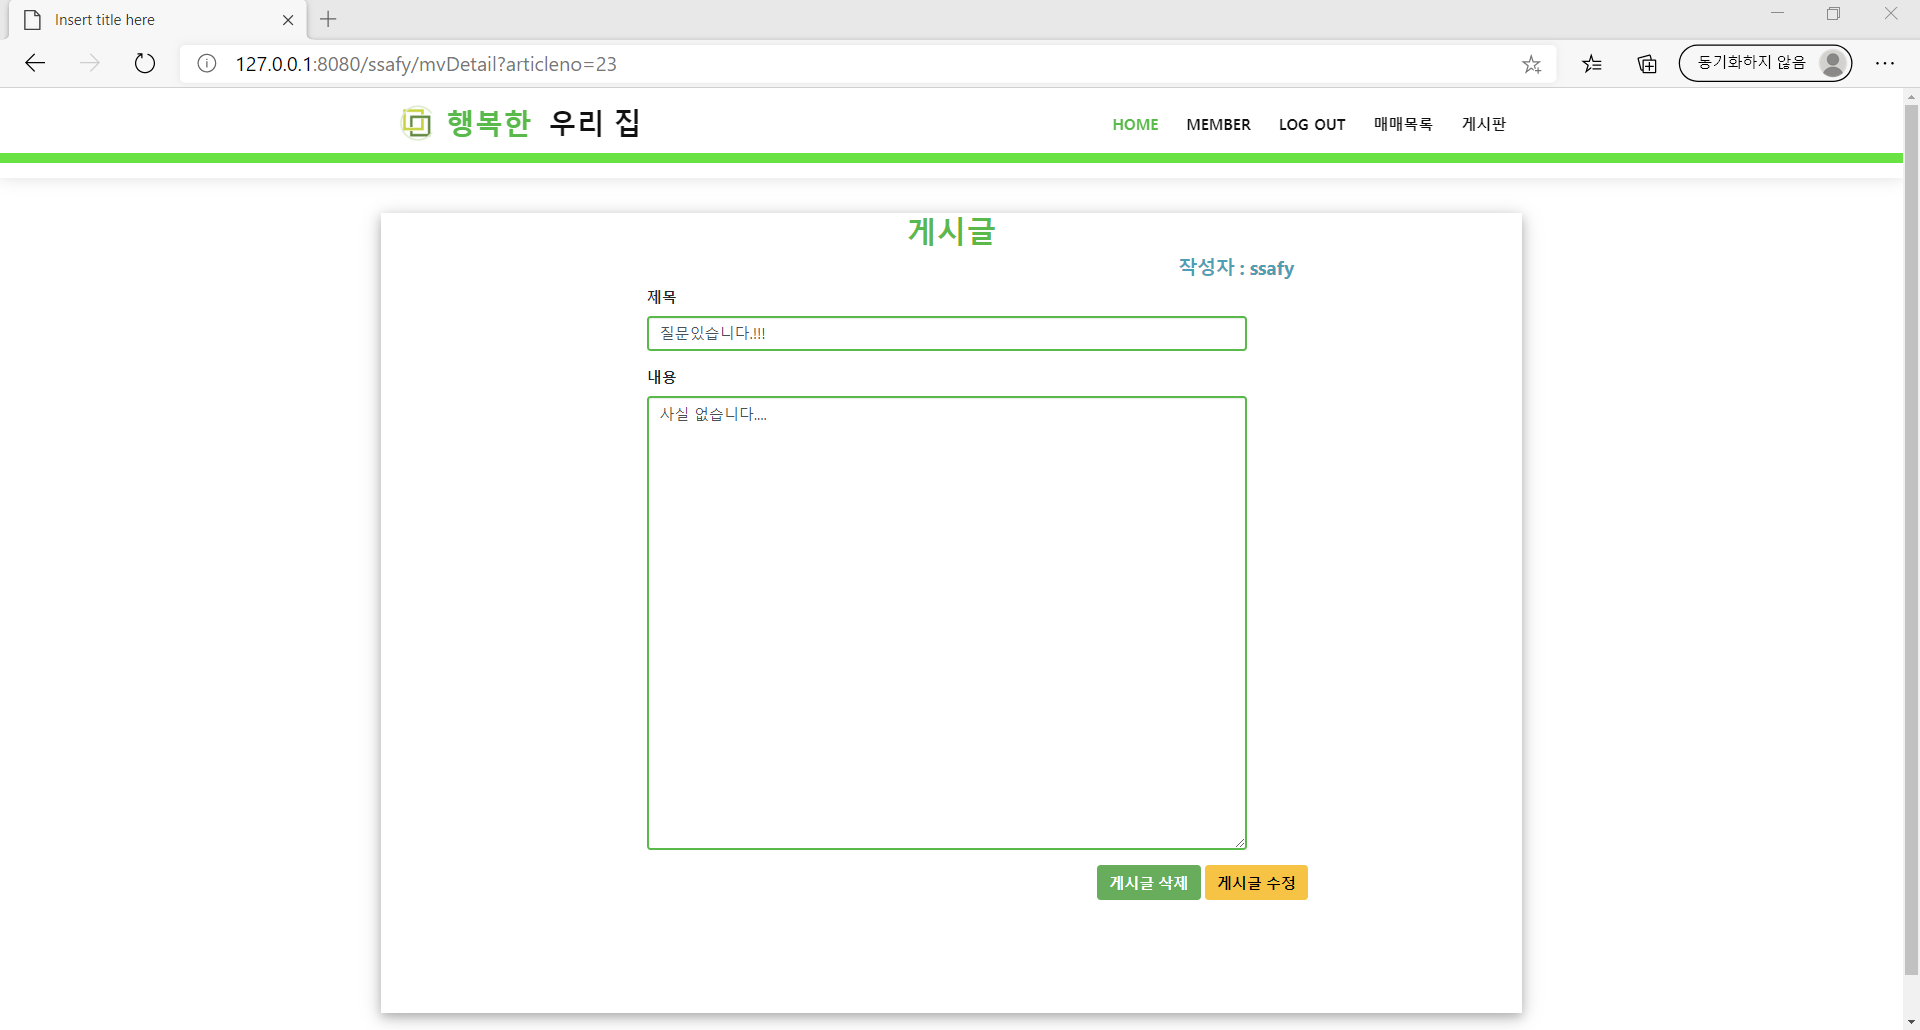 Insert title here
127.0.0.1:8080/ssafy/mvDetail?articleno=23
동기화하지 않음
행복한 우리 집
HOME MEMBER LOG OUT 매매목록 게시판
게시글
작성자 : ssafy
제목
질문있습니다.!!!
내용
사실 없습니다....
게시글 삭제 게시글 수정